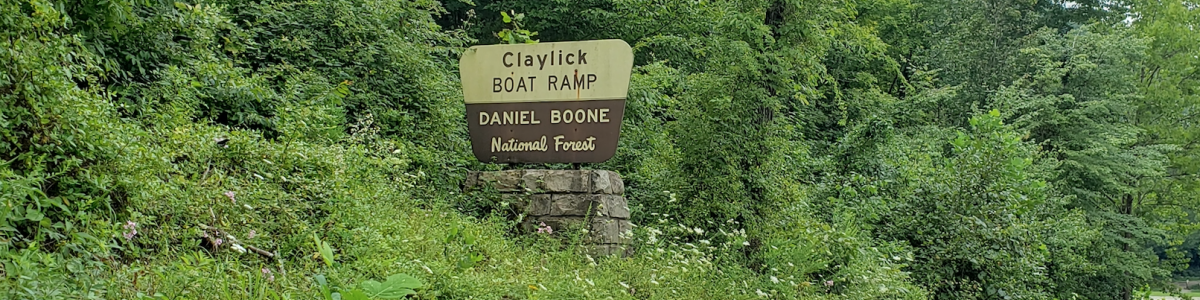 Claylick
BOAT RAMP
DANIEL BOONE
National Forest